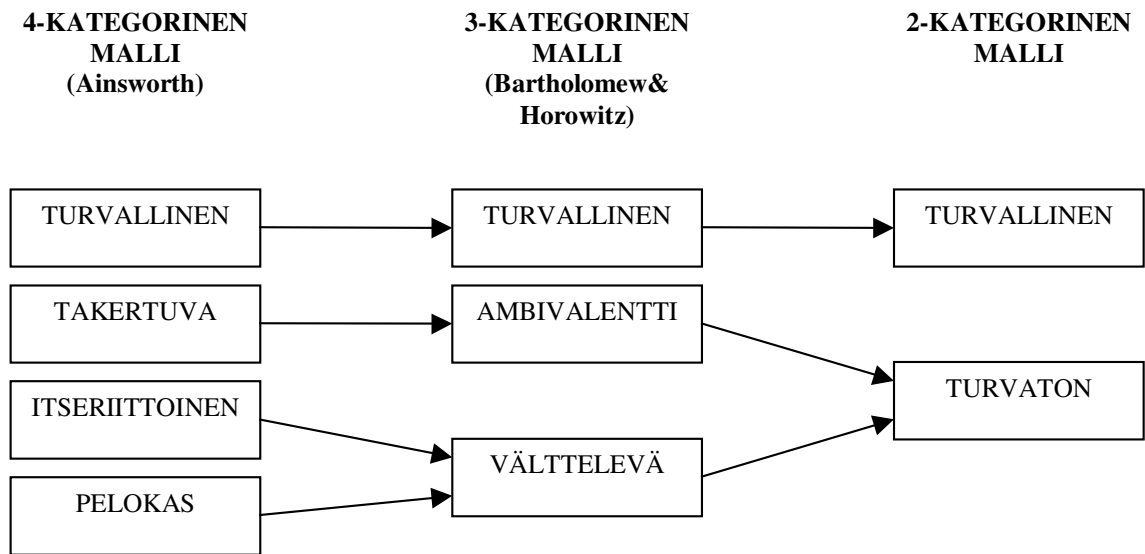 4-KATEGORINEN
MALLI
(Ainsworth)
3-KATEGORINEN
MALLI
(Bartholomew&
Horowitz)
2-KATEGORINEN
MALLI
TURVALLINEN
TURVALLINEN
TURVALLINEN
TAKERTUVA
AMBIVALENTTI
TURVATON
ITSERIITTOINEN
VÄLTTELEVÄ
PELOKAS